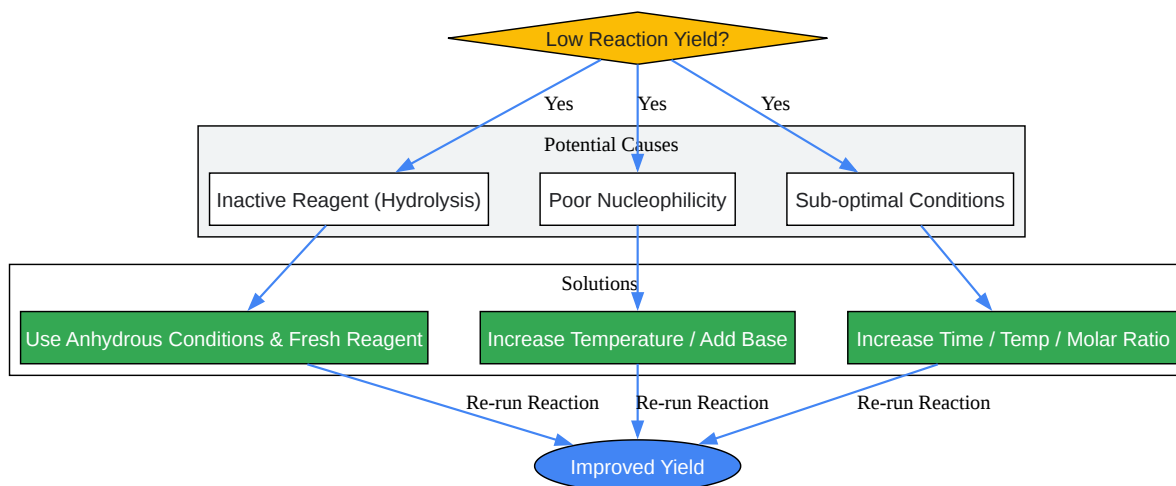 Low Reaction Yield?
Yes
Yes
Yes
Potential Causes
Inactive Reagent (Hydrolysis)
Poor Nucleophilicity
Sub-optimal Conditions
Solutions
Use Anhydrous Conditions & Fresh Reagent
Increase Temperature / Add Base
Increase Time / Temp / Molar Ratio
Re-run Reaction
Re-run Reaction
Re-run Reaction
Improved Yield